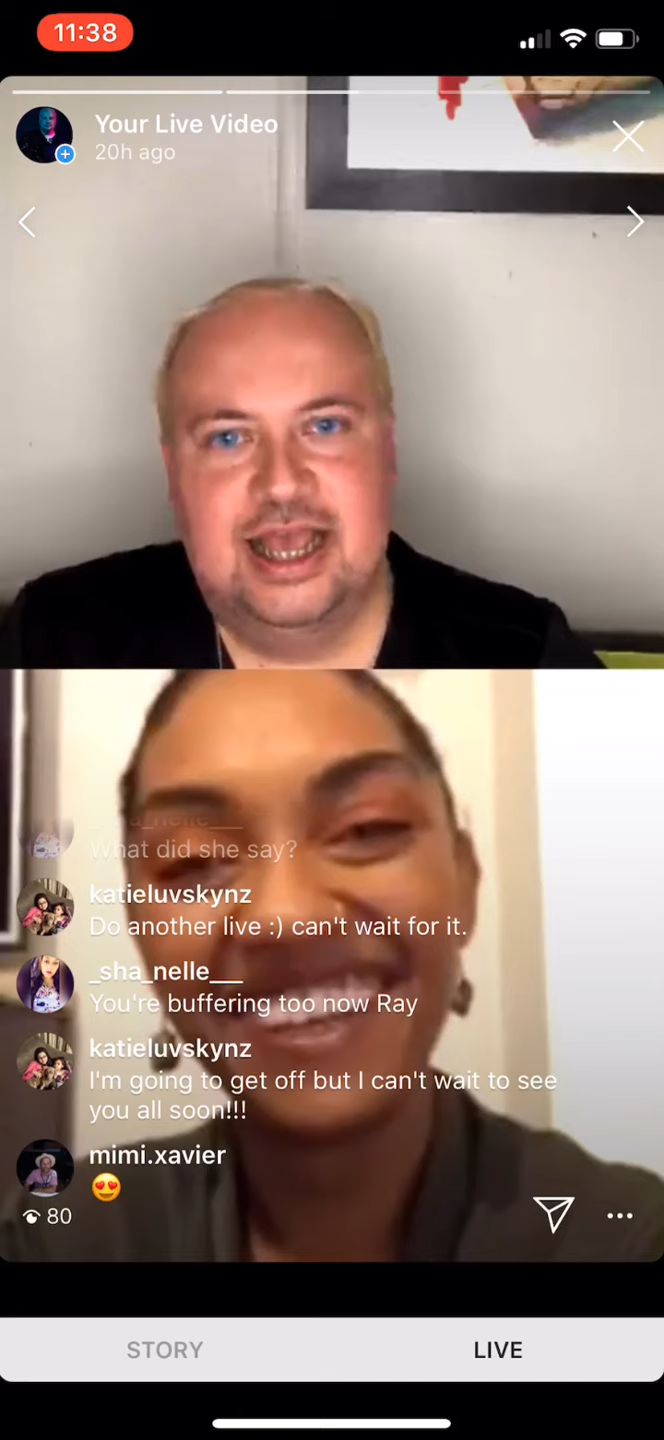 11:38
Your Live Video
20h ago
What did she say?
katieluvskynz
Do another live :) can't wait for it.
_sha_nelle___
You're buffering too now Ray
katieluvskynz
I'm going to get off but I can't wait to see
you all soon!!!
mimi.xavier
😍
80
STORY
LIVE